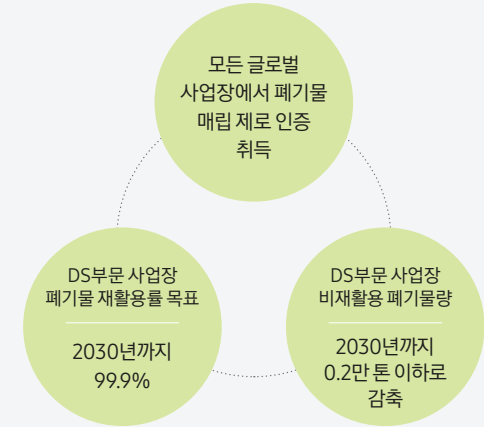 모든 글로벌
사업장에서 폐기물
매립 제로 인증
취득
DS부문 사업장
폐기물 재활용률 목표
2030년까지
99.9%
DS부문 사업장
비재활용 폐기물량
2030년까지
0.2만 톤 이하로
감축